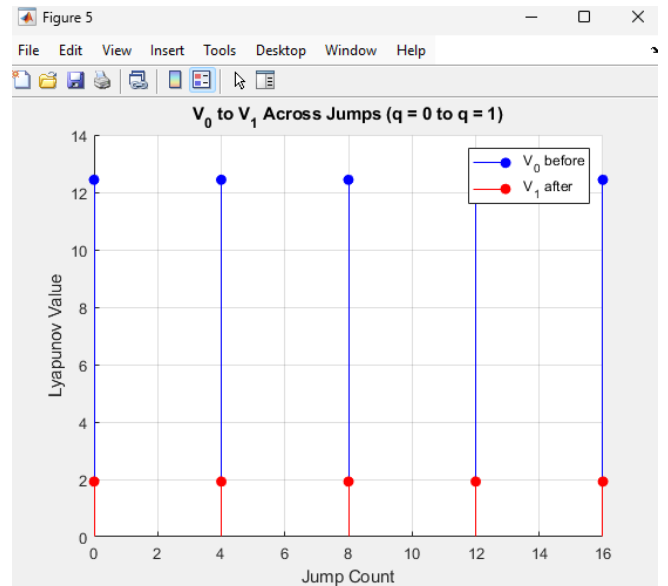 Figure 5
File Edit View Insert Tools Desktop Window Help
V0 to V1 Across Jumps (q = 0 to q = 1)
V0 before
V1 after
14
12
10
8
6
4
2
0
Lyapunov Value
0 2 4 6 8 10 12 14 16
Jump Count